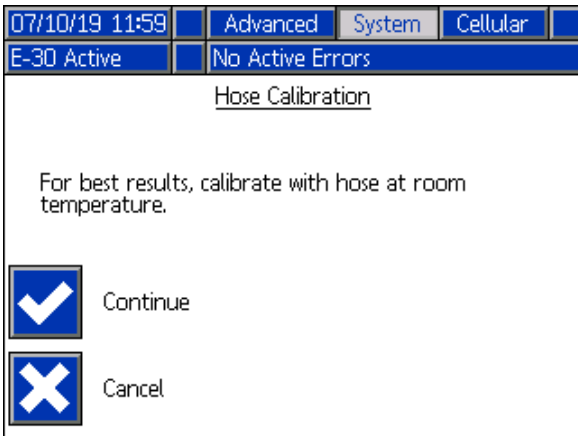 07/10/19 11:59 Advanced System Cellular
E-30 Active No Active Errors
Hose Calibration
For best results, calibrate with hose at room
temperature.
Continue
Cancel